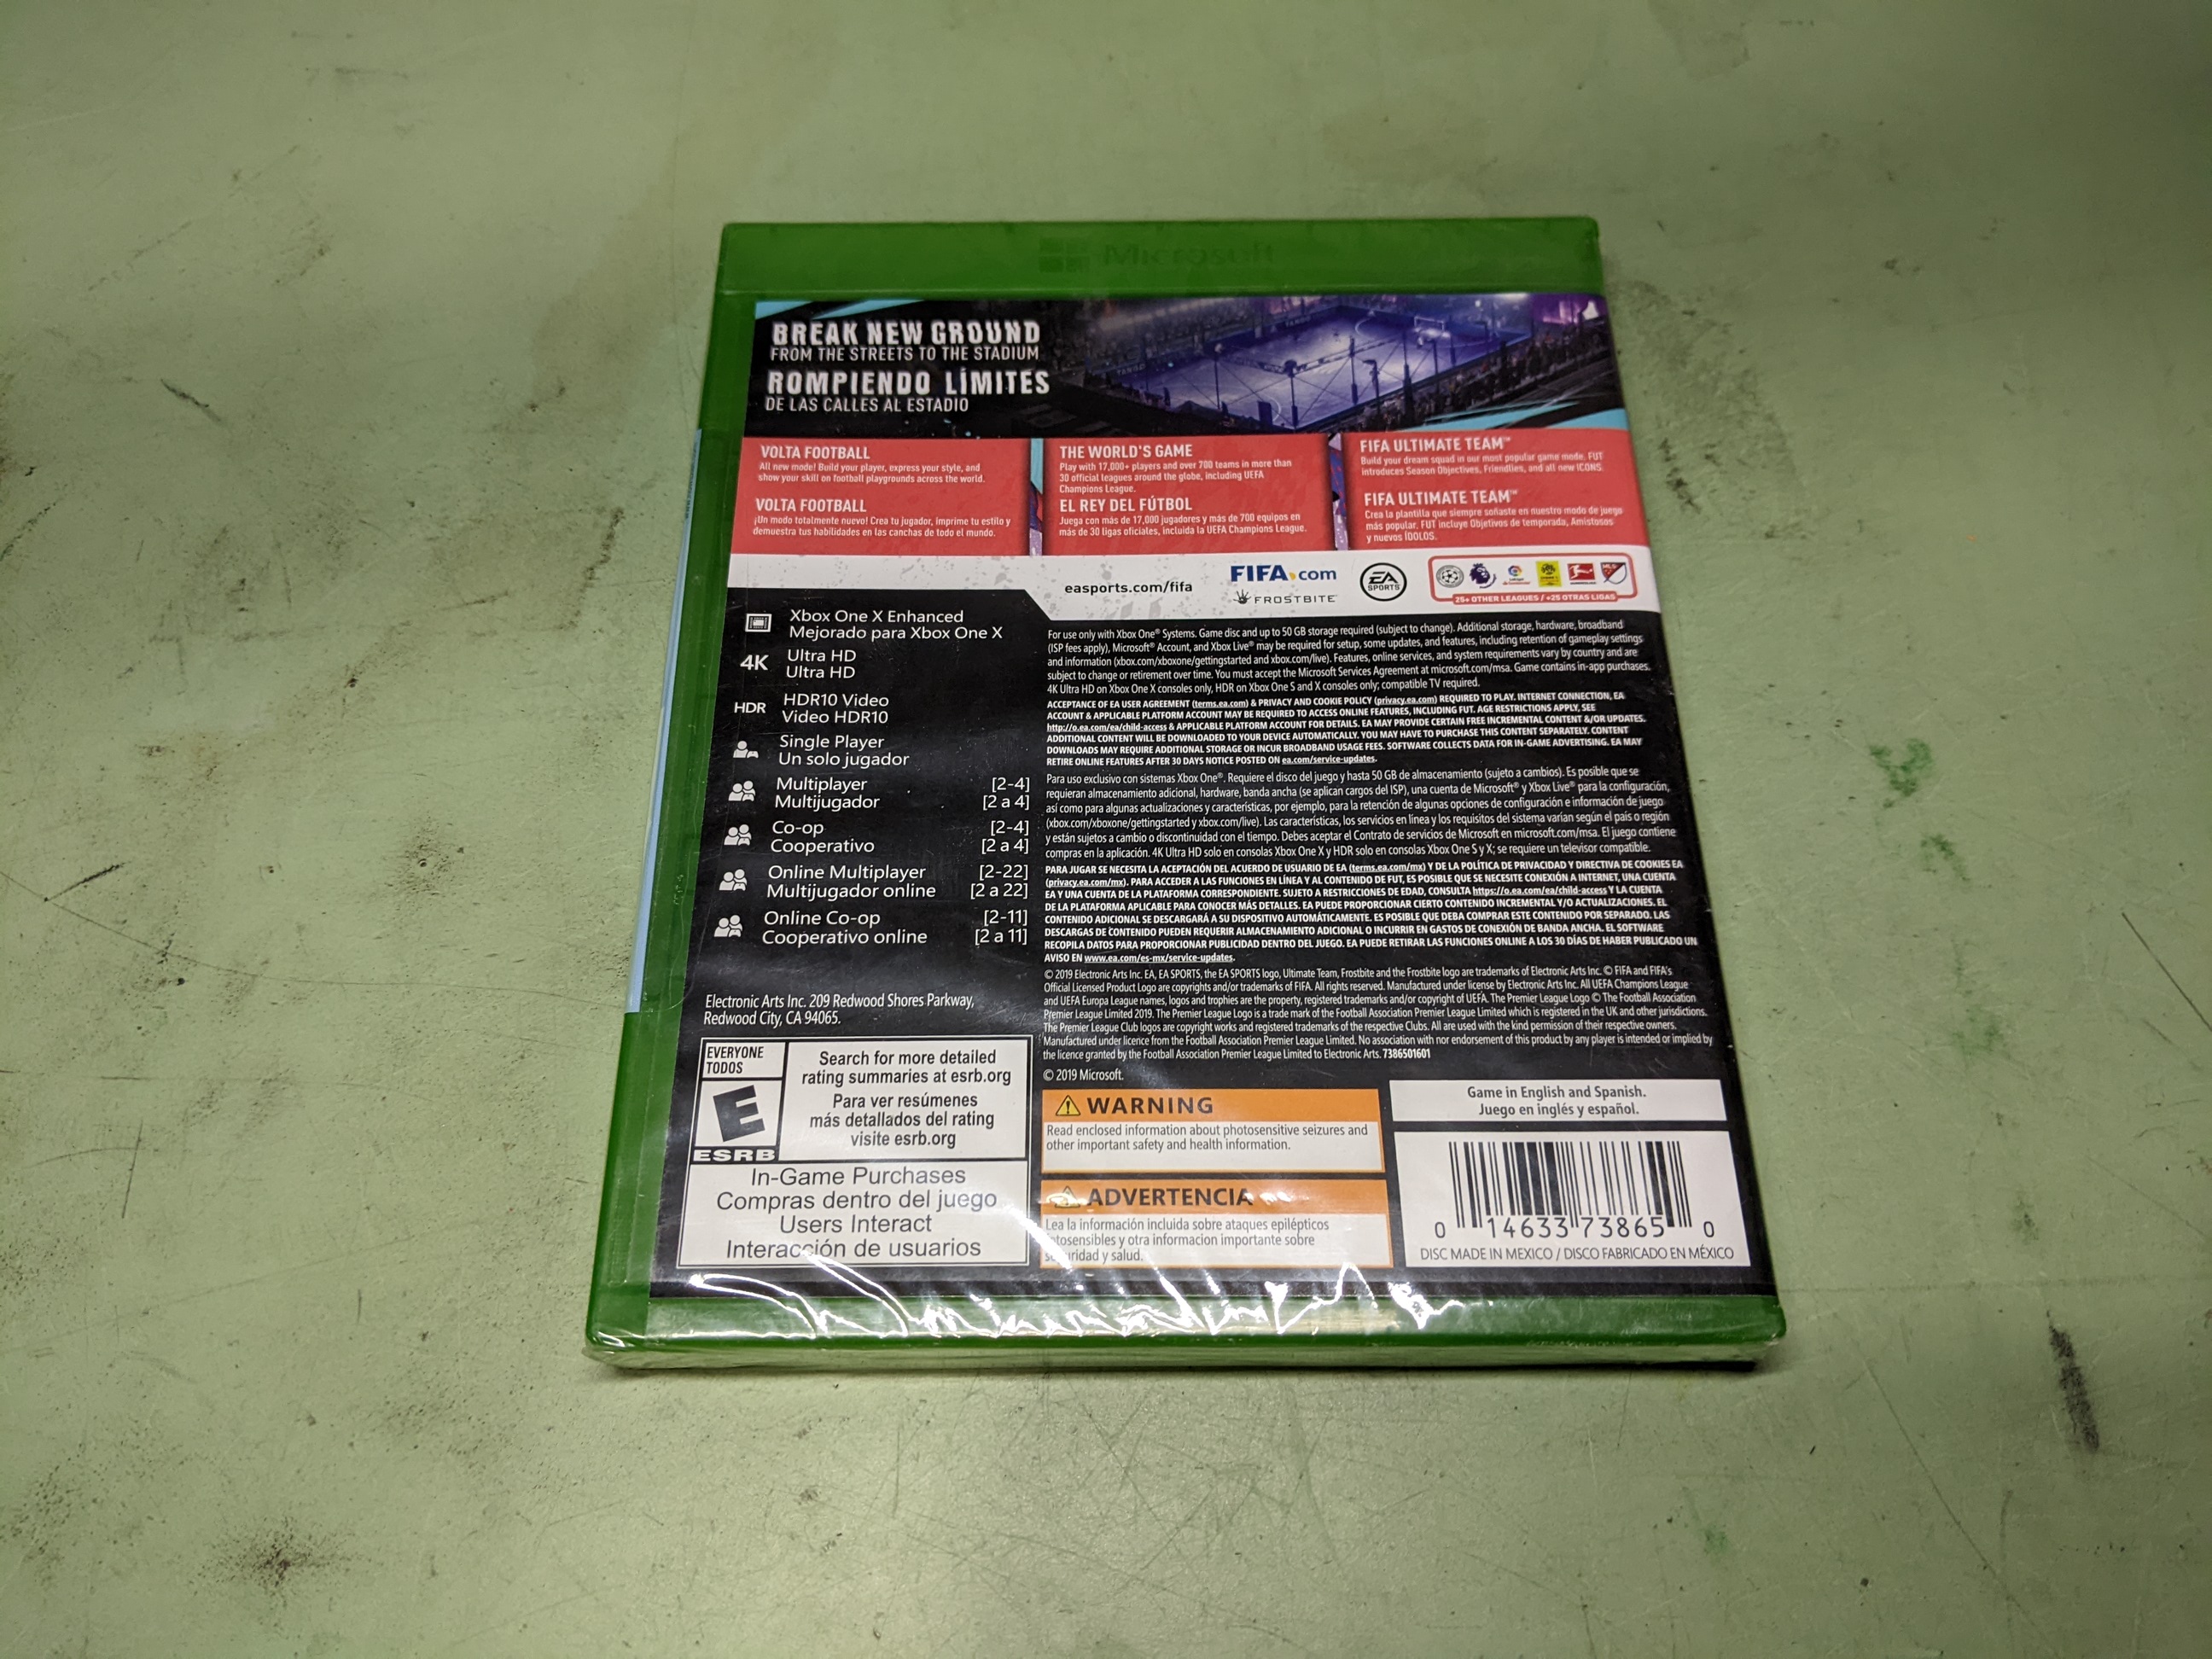 Microsoft
BREAK NEW GROUND
FROM THE STREETS TO THE STADIUM
ROMPIENDO LÍMITES
DE LAS CALLES AL ESTADIO
VOLTA FOOTBALL
All new mode! Build your player, express your style, and
show your skill on football playgrounds across the world.
VOLTA FOOTBALL
¡Un modo totalmente nuevo! Crea tu jugador, imprime tu estilo y
demuestra tus habilidades en las canchas de todo el mundo.
THE WORLD'S GAME
Play with 17,000+ players and over 700 teams in more than
30 official leagues around the globe, including UEFA
Champions League.
EL REY DEL FÚTBOL
Juega con más de 17,000 jugadores y más de 700 equipos en
más de 30 ligas oficiales, incluida la UEFA Champions League.
FIFA ULTIMATE TEAM™
Build your dream squad in our most popular game mode. FUT
introduces Season Objectives, Friendlies, and all new ICONS.
FIFA ULTIMATE TEAM™
Crea la plantilla que siempre soñaste en nuestro modo de juego
más popular. FUT incluye Objetivos de temporada, Amistosos
y nuevos ÍDOLOS.
easports.com/fifa
FIFA.com
FROSTBITE
EA SPORTS
25+ OTHER LEAGUES / +25 OTRAS LIGAS
Xbox One X Enhanced
Mejorado para Xbox One X
4K Ultra HD
Ultra HD
HDR HDR10 Video
Video HDR10
Single Player
Un solo jugador
Multiplayer [2-4]
Multijugador [2 a 4]
Co-op [2-4]
Cooperativo [2 a 4]
Online Multiplayer [2-22]
Multijugador online [2 a 22]
Online Co-op [2-11]
Cooperativo online [2 a 11]
Electronic Arts Inc. 209 Redwood Shores Parkway,
Redwood City, CA 94065.
For use only with Xbox One® Systems. Game disc and up to 50 GB storage required (subject to change). Additional storage, hardware, broadband
(ISP fees apply), Microsoft® Account, and Xbox Live® may be required for setup, some updates, and features, including retention of gameplay settings
and information (xbox.com/xboxone/gettingstarted and xbox.com/live). Features, online services, and system requirements vary by country and are
subject to change or retirement over time. You must accept the Microsoft Services Agreement at microsoft.com/msa. Game contains in-app purchases.
4K Ultra HD on Xbox One X consoles only, HDR on Xbox One S and X consoles only; compatible TV required.
ACCEPTANCE OF EA USER AGREEMENT (terms.ea.com) & PRIVACY AND COOKIE POLICY (privacy.ea.com) REQUIRED TO PLAY. INTERNET CONNECTION, EA
ACCOUNT & APPLICABLE PLATFORM ACCOUNT MAY BE REQUIRED TO ACCESS ONLINE FEATURES, INCLUDING FUT. AGE RESTRICTIONS APPLY, SEE
http://o.ea.com/ea/child-access & APPLICABLE PLATFORM ACCOUNT FOR DETAILS. EA MAY PROVIDE CERTAIN FREE INCREMENTAL CONTENT &/OR UPDATES.
ADDITIONAL CONTENT WILL BE DOWNLOADED TO YOUR DEVICE AUTOMATICALLY. YOU MAY HAVE TO PURCHASE THIS CONTENT SEPARATELY. CONTENT
DOWNLOADS MAY REQUIRE ADDITIONAL STORAGE OR INCUR BROADBAND USAGE FEES. SOFTWARE COLLECTS DATA FOR IN-GAME ADVERTISING. EA MAY
RETIRE ONLINE FEATURES AFTER 30 DAYS NOTICE POSTED ON ea.com/service-updates.
Para uso exclusivo con sistemas Xbox One®. Requiere el disco del juego y hasta 50 GB de almacenamiento (sujeto a cambios). Es posible que se
requieran almacenamiento adicional, hardware, banda ancha (se aplican cargos del ISP), una cuenta de Microsoft® y Xbox Live® para la configuración,
así como para algunas actualizaciones y características, por ejemplo, para la retención de algunas opciones de configuración e información de juego
(xbox.com/xboxone/gettingstarted y xbox.com/live). Las características, los servicios en línea y los requisitos del sistema varían según el país o región
y están sujetos a cambio o discontinuidad con el tiempo. Debes aceptar el Contrato de servicios de Microsoft en microsoft.com/msa. El juego contiene
compras en la aplicación. 4K Ultra HD solo en consolas Xbox One X y HDR solo en consolas Xbox One S y X; se requiere un televisor compatible.
PARA JUGAR SE NECESITA LA ACEPTACIÓN DEL ACUERDO DE USUARIO DE EA (terms.ea.com/mx) Y DE LA POLÍTICA DE PRIVACIDAD Y DIRECTIVA DE COOKIES EA
(privacy.ea.com/mx). PARA ACCEDER A LAS FUNCIONES EN LÍNEA Y AL CONTENIDO DE FUT, ES POSIBLE QUE SE NECESITE CONEXIÓN A INTERNET, UNA CUENTA
EA Y UNA CUENTA DE LA PLATAFORMA CORRESPONDIENTE. SUJETO A RESTRICCIONES DE EDAD, CONSULTA https://o.ea.com/ea/child-access Y LA CUENTA
DE LA PLATAFORMA APLICABLE PARA CONOCER MÁS DETALLES. EA PUEDE PROPORCIONAR CIERTO CONTENIDO INCREMENTAL Y/O ACTUALIZACIONES. EL
CONTENIDO ADICIONAL SE DESCARGARÁ A SU DISPOSITIVO AUTOMÁTICAMENTE. ES POSIBLE QUE DEBA COMPRAR ESTE CONTENIDO POR SEPARADO. LAS
DESCARGAS DE CONTENIDO PUEDEN REQUERIR ALMACENAMIENTO ADICIONAL O INCURRIR EN GASTOS DE CONEXIÓN DE BANDA ANCHA. EL SOFTWARE
RECOPILA DATOS PARA PROPORCIONAR PUBLICIDAD DENTRO DEL JUEGO. EA PUEDE RETIRAR LAS FUNCIONES ONLINE A LOS 30 DÍAS DE HABER PUBLICADO UN
AVISO EN www.ea.com/es-mx/service-updates.
© 2019 Electronic Arts Inc. EA, EA SPORTS, the EA SPORTS logo, Ultimate Team, Frostbite and the Frostbite logo are trademarks of Electronic Arts Inc. © FIFA and FIFA's
Official Licensed Product Logo are copyrights and/or trademarks of FIFA. All rights reserved. Manufactured under license by Electronic Arts Inc. All UEFA Champions League
and UEFA Europa League names, logos and trophies are the property, registered trademarks and/or copyright of UEFA. The Premier League Logo © The Football Association
Premier League Limited 2019. The Premier League Logo is a trade mark of the Football Association Premier League Limited which is registered in the UK and other jurisdictions.
The Premier League Club logos are copyright works and registered trademarks of the respective Clubs. All are used with the kind permission of their respective owners.
Manufactured under licence from the Football Association Premier League Limited. No association with nor endorsement of this product by any player is intended or implied by
the licence granted by the Football Association Premier League Limited to Electronic Arts. 7386501601
© 2019 Microsoft.
EVERYONE
TODOS
E
ESRB
Search for more detailed
rating summaries at esrb.org
Para ver resúmenes
más detallados del rating
visite esrb.org
In-Game Purchases
Compras dentro del juego
Users Interact
Interacción de usuarios
WARNING
Read enclosed information about photosensitive seizures and
other important safety and health information.
ADVERTENCIA
Lea la información incluida sobre ataques epilépticos
fotosensibles y otra informacion importante sobre
seguridad y salud.
Game in English and Spanish.
Juego en inglés y español.
0 14633 73865 0
DISC MADE IN MEXICO / DISCO FABRICADO EN MÉXICO